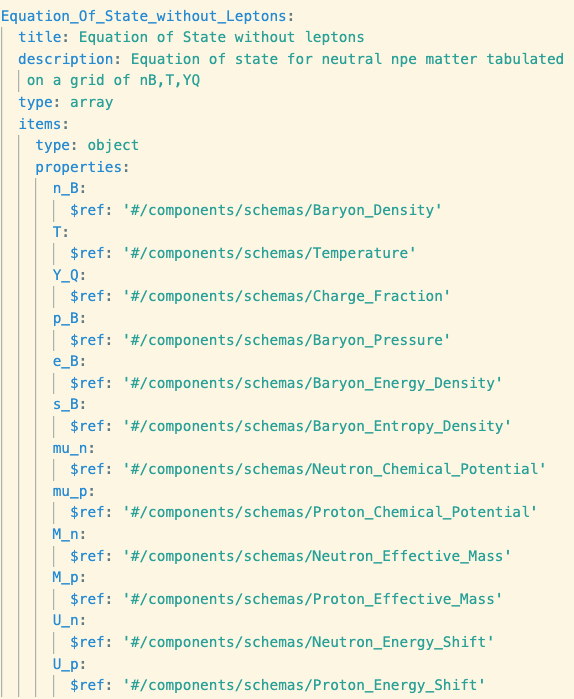 Equation_Of_State_without_Leptons:
title: Equation of State without leptons
description: Equation of state for neutral npe matter tabulated
on a grid of nB,T,YQ
type: array
items:
type: object
properties:
n_B:
$ref: '#/components/schemas/Baryon_Density'
T:
$ref: '#/components/schemas/Temperature'
Y_Q:
$ref: '#/components/schemas/Charge_Fraction'
p_B:
$ref: '#/components/schemas/Baryon_Pressure'
e_B:
$ref: '#/components/schemas/Baryon_Energy_Density'
s_B:
$ref: '#/components/schemas/Baryon_Entropy_Density'
mu_n:
$ref: '#/components/schemas/Neutron_Chemical_Potential'
mu_p:
$ref: '#/components/schemas/Proton_Chemical_Potential'
M_n:
$ref: '#/components/schemas/Neutron_Effective_Mass'
M_p:
$ref: '#/components/schemas/Proton_Effective_Mass'
U_n:
$ref: '#/components/schemas/Neutron_Energy_Shift'
U_p:
$ref: '#/components/schemas/Proton_Energy_Shift'